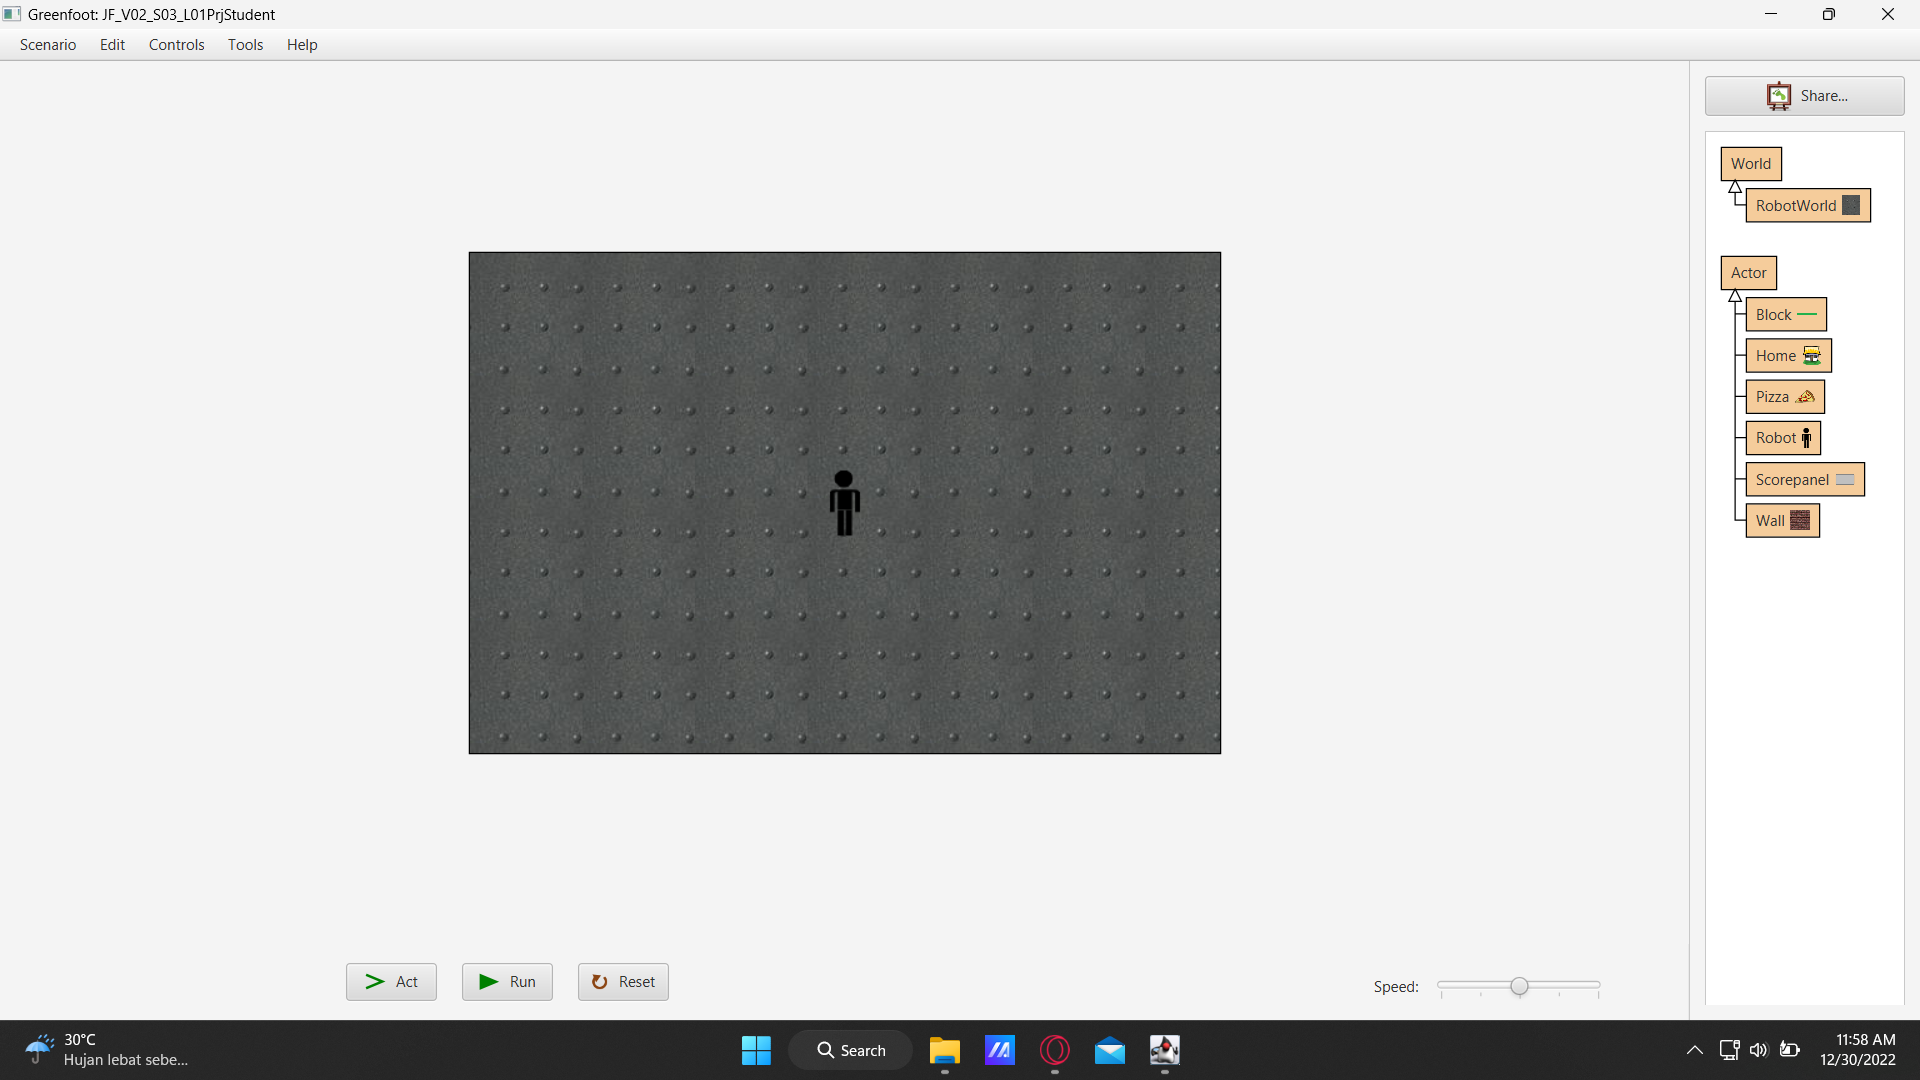 Greenfoot: JF_V02_S03_L01PrjStudent
Scenario Edit Controls Tools Help
Share...
World
RobotWorld
Actor
Block
Home
Pizza
Robot
Scorepanel
Wall
Act Run Reset Speed:
30°C
Hujan lebat sebe...
Search
11:58 AM
12/30/2022